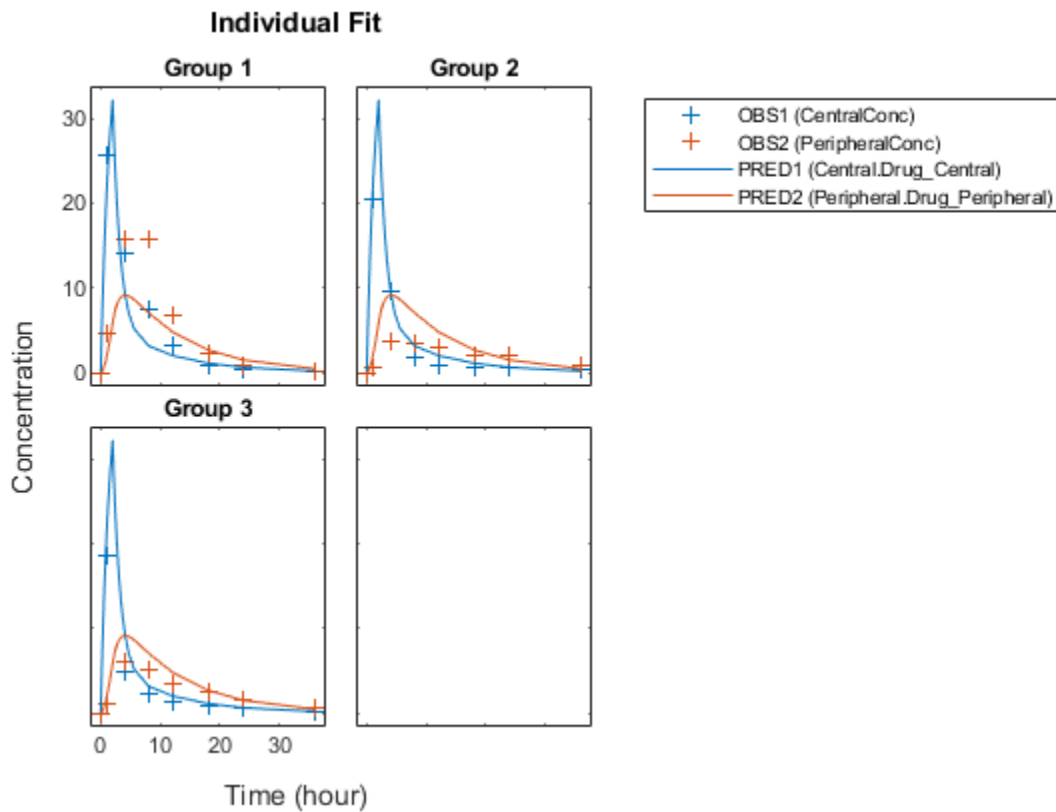 Individual Fit
Group 1
Group 2
30
20
10
0
OBS1 (CentralConc)
OBS2 (PeripheralConc)
PRED1 (Central.Drug_Central)
PRED2 (Peripheral.Drug_Peripheral)
Group 3
Concentration
0 10 20 30
Time (hour)